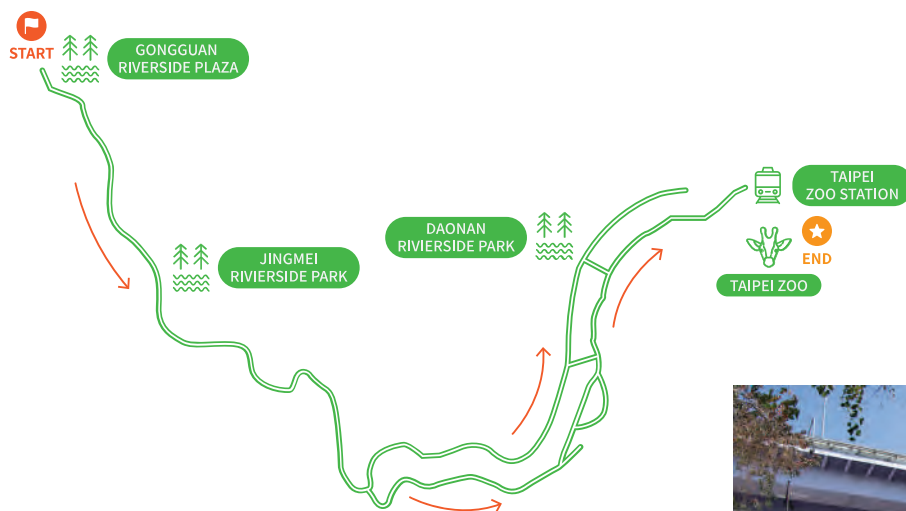 START
GONGGUAN
RIVERSIDE PLAZA
JINGMEI
RIVIERSIDE PARK
DAONAN
RIVIERSIDE PARK
TAIPEI
ZOO STATION
END
TAIPEI ZOO